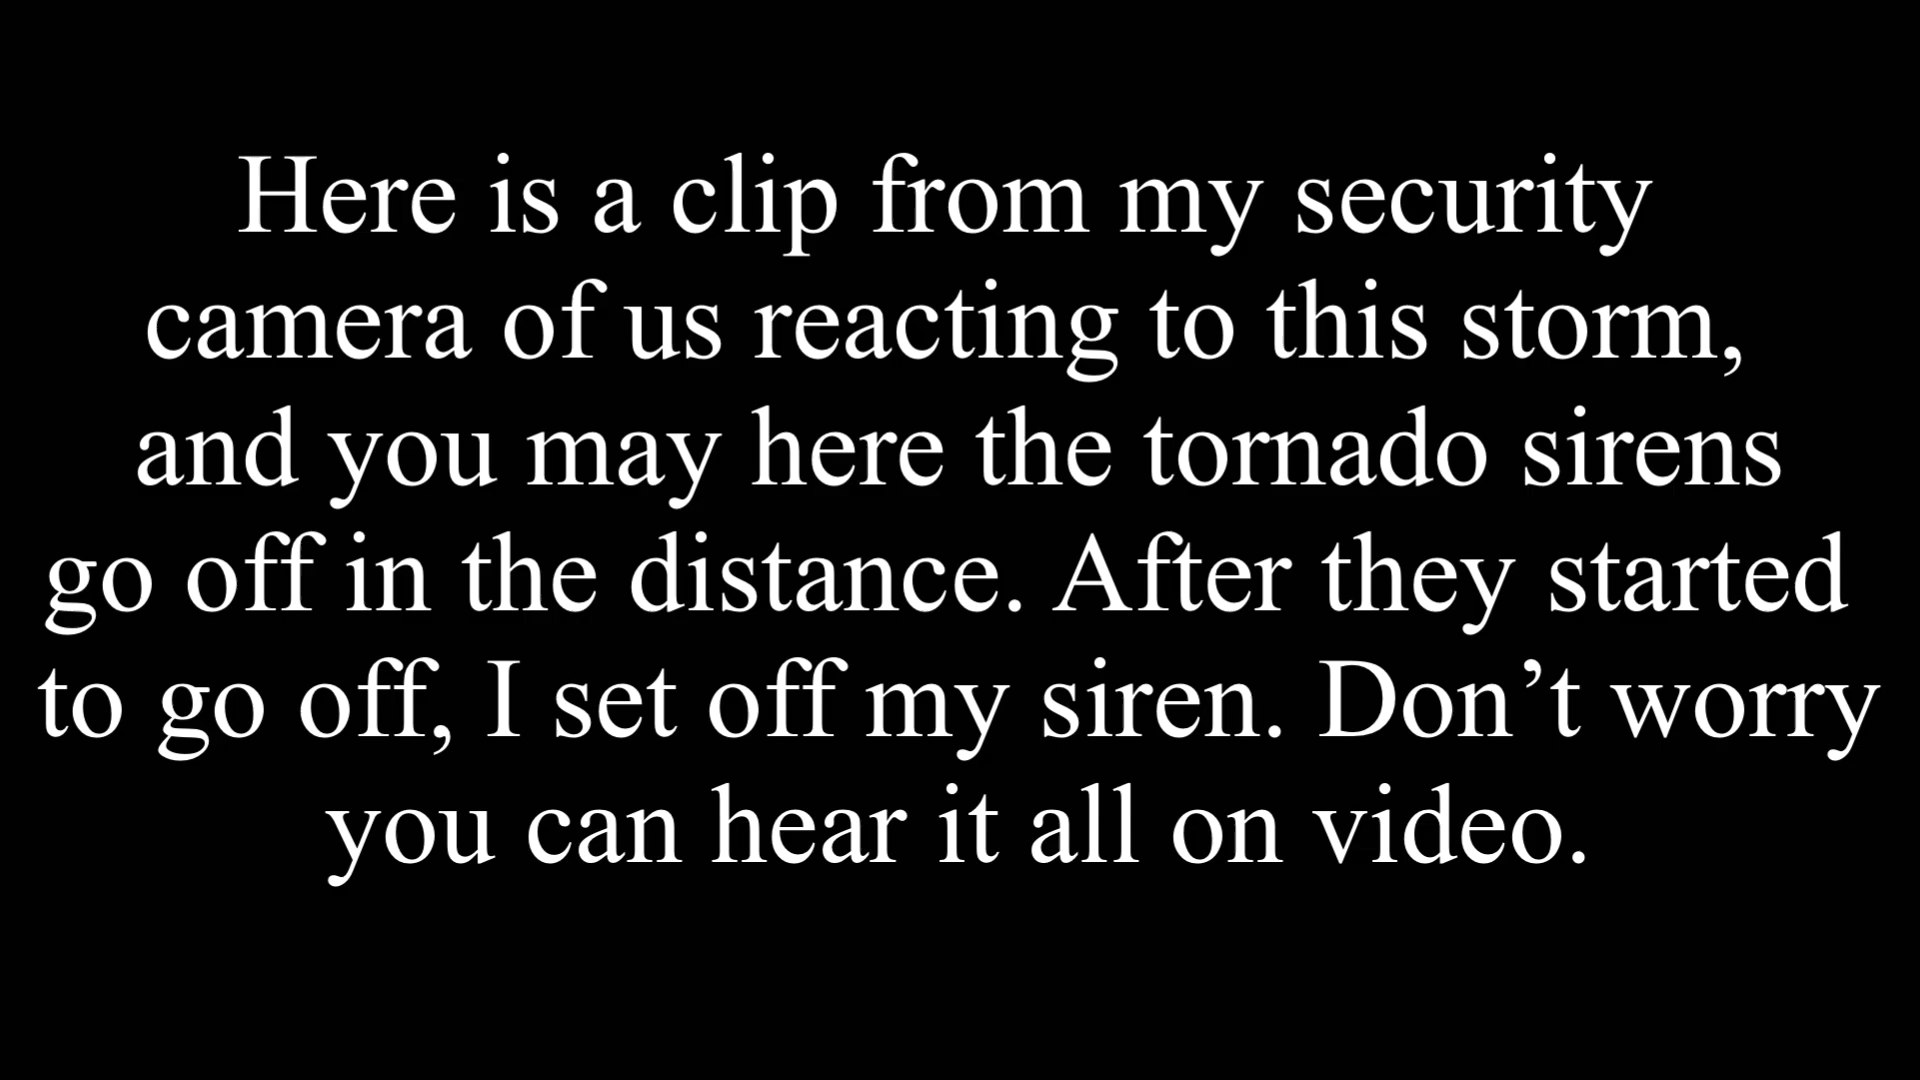 Here is a clip from my security
camera of us reacting to this storm,
and you may here the tornado sirens
go off in the distance. After they started
to go off, I set off my siren. Don’t worry
you can hear it all on video.